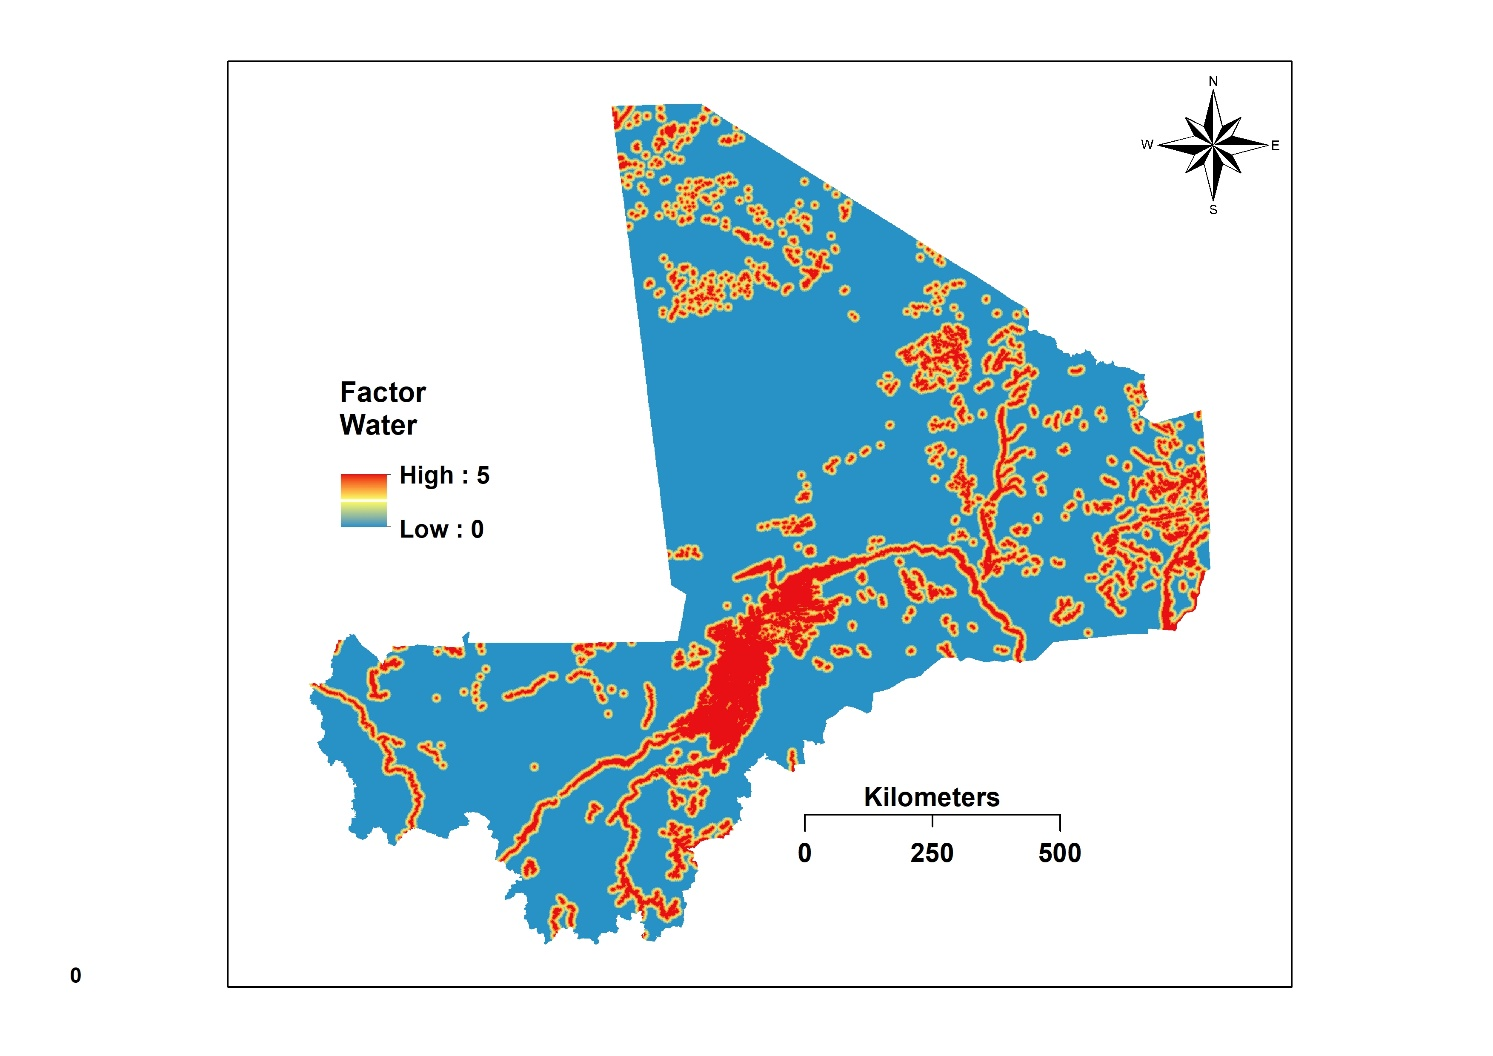 N
W E
S
Factor
Water
High : 5
Low : 0
Kilometers
0 250 500
0